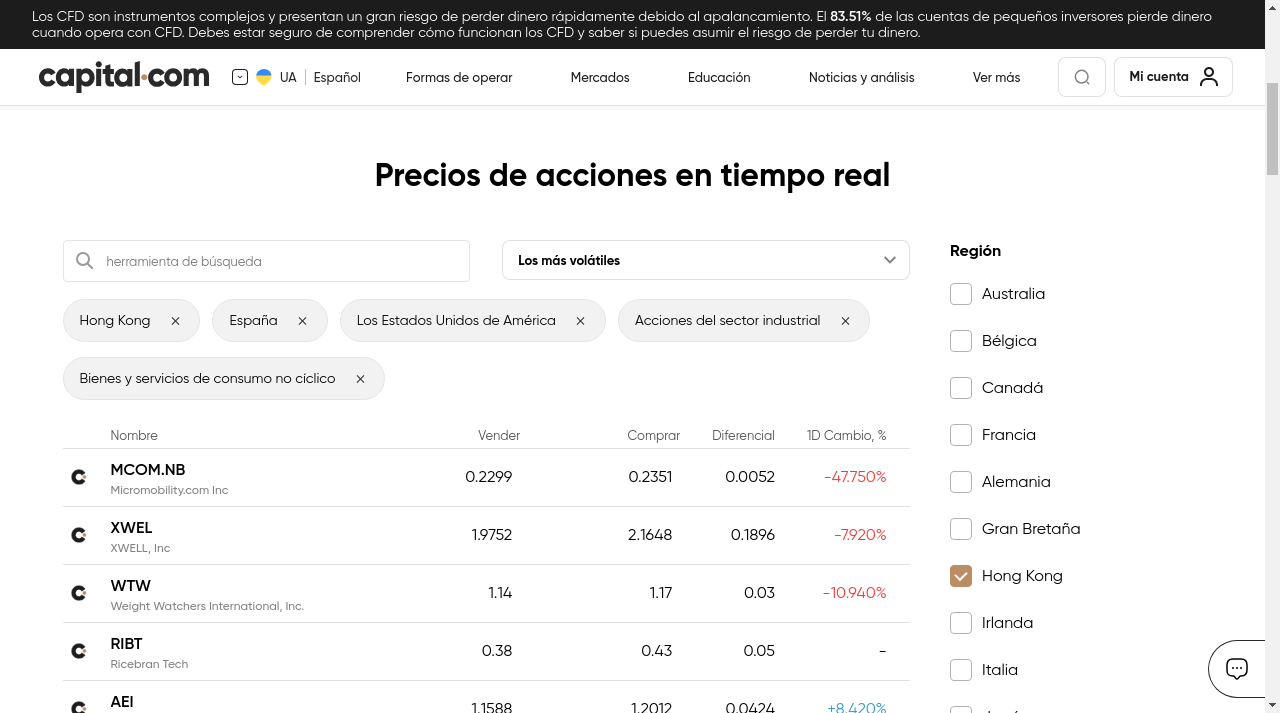 Los CFD son instrumentos complejos y presentan un gran riesgo de perder dinero rápidamente debido al apalancamiento. El 83.51% de las cuentas de pequeños inversores pierde dinero
cuando opera con CFD. Debes estar seguro de comprender cómo funcionan los CFD y saber si puedes asumir el riesgo de perder tu dinero.
capital.com UA Español Formas de operar Mercados Educación Noticias y análisis Ver más Mi cuenta
Precios de acciones en tiempo real
herramienta de búsqueda
Los más volátiles
Hong Kong España Los Estados Unidos de América Acciones del sector industrial
Bienes y servicios de consumo no cíclico
Nombre Vender Comprar Diferencial 1D Cambio, %
MCOM.NB 0.2299 0.2351 0.0052 -47.750%
Micromobility.com Inc
XWEL 1.9752 2.1648 0.1896 -7.920%
XWELL, Inc
WTW 1.14 1.17 0.03 -10.940%
Weight Watchers International, Inc.
RIBT 0.38 0.43 0.05 -
Ricebran Tech
AEI 1.1588 1.2012 0.0424 +8.420%
Región
Australia
Bélgica
Canadá
Francia
Alemania
Gran Bretaña
Hong Kong
Irlanda
Italia